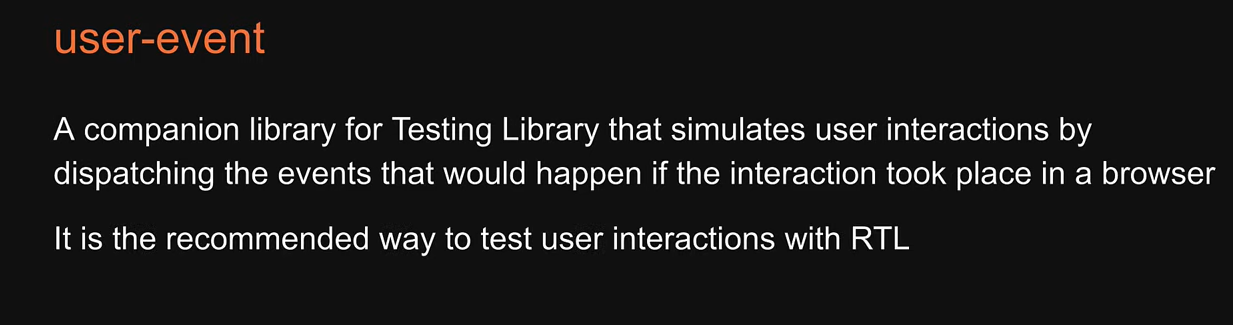 user-event
A companion library for Testing Library that simulates user interactions by
dispatching the events that would happen if the interaction took place in a browser
It is the recommended way to test user interactions with RTL